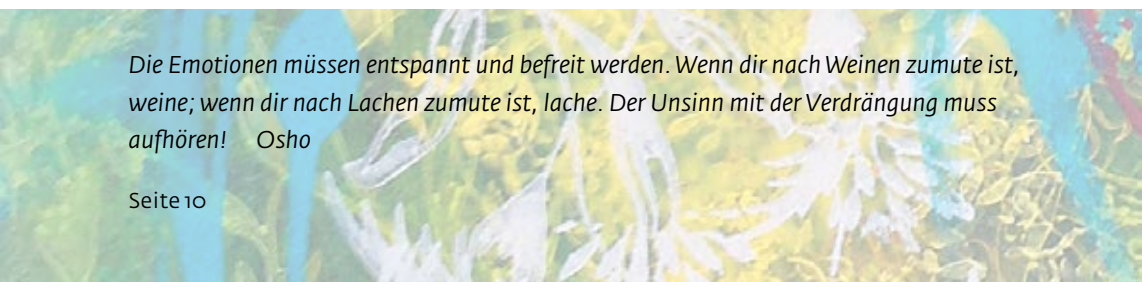 Die Emotionen müssen entspannt und befreit werden. Wenn dir nach Weinen zumute ist,
weine; wenn dir nach Lachen zumute ist, lache. Der Unsinn mit der Verdrängung muss
aufhören! Osho
Seite 10